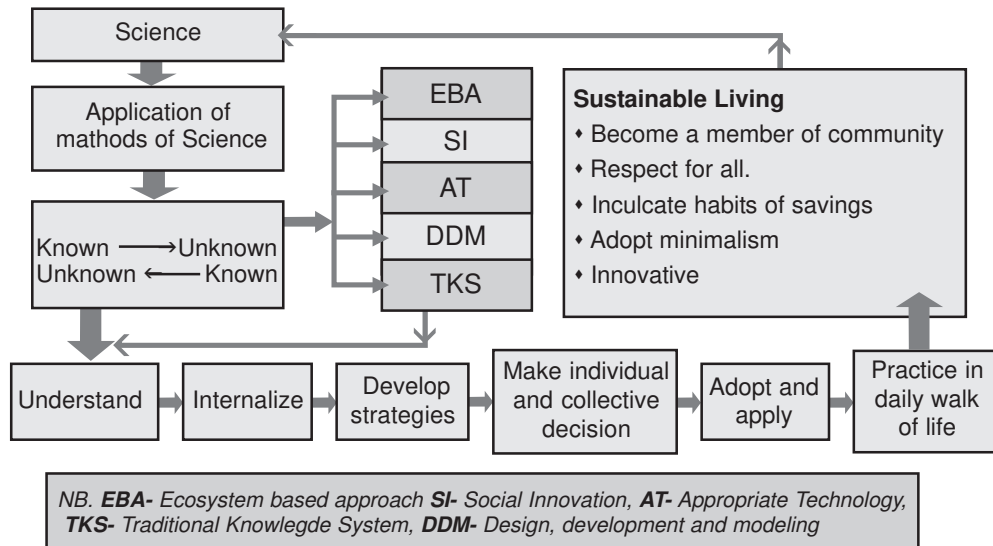 Science
Application of
mathods of Science
Known ⟶ Unknown
Unknown ⟵ Known
EBA
SI
AT
DDM
TKS
Sustainable Living
♦ Become a member of community
♦ Respect for all.
♦ Inculcate habits of savings
♦ Adopt minimalism
♦ Innovative
Understand
Internalize
Develop
strategies
Make individual
and collective
decision
Adopt and
apply
Practice in
daily walk
of life
NB. EBA- Ecosystem based approach SI- Social Innovation, AT- Appropriate Technology,
TKS- Traditional Knowlegde System, DDM- Design, development and modeling